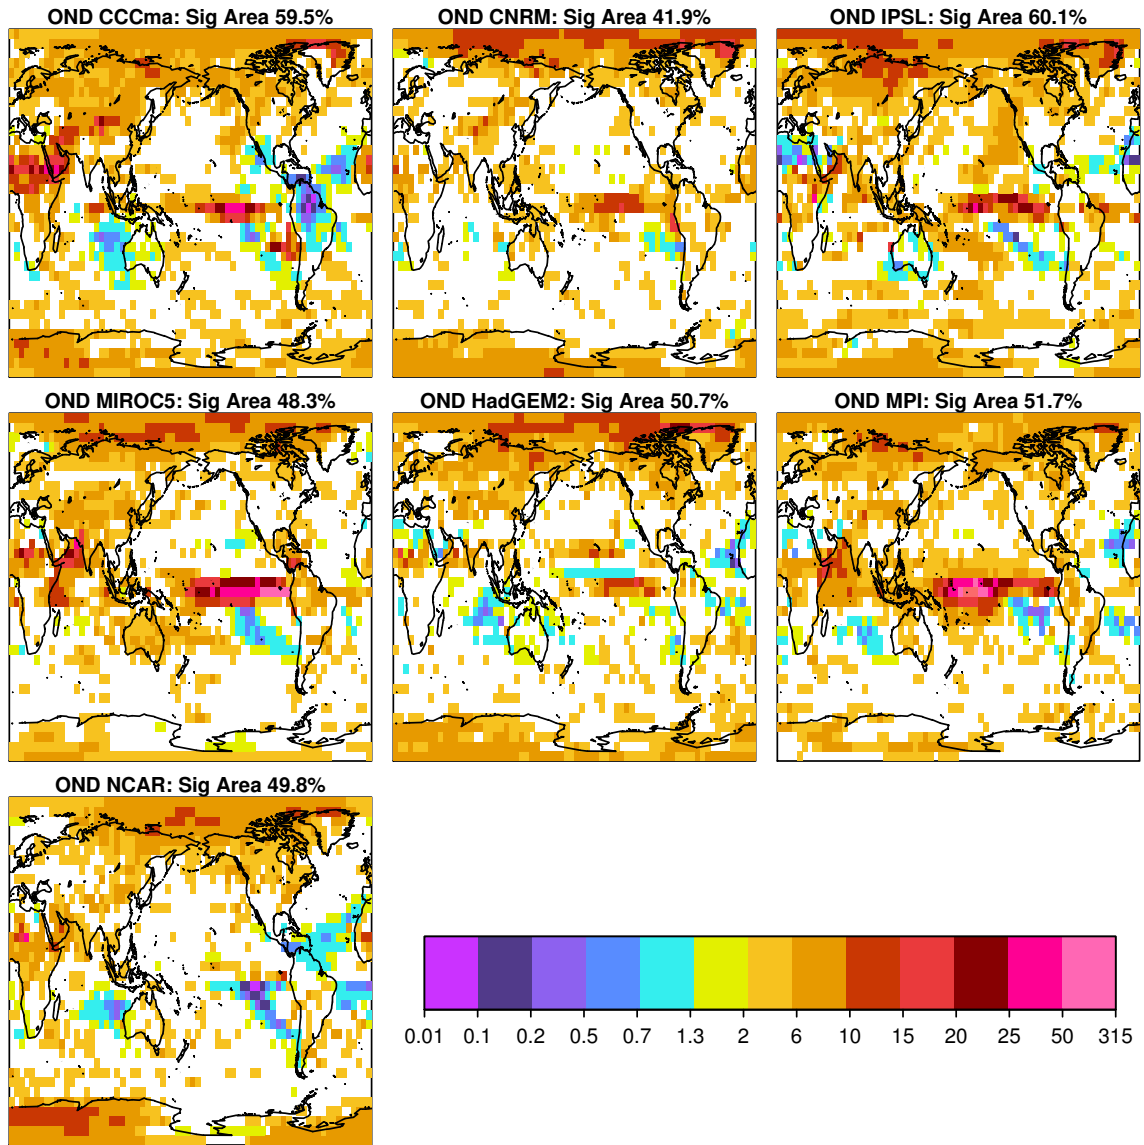 OND CCCma: Sig Area 59.5%
OND CNRM: Sig Area 41.9%
OND IPSL: Sig Area 60.1%
OND MIROC5: Sig Area 48.3%
OND HadGEM2: Sig Area 50.7%
OND MPI: Sig Area 51.7%
OND NCAR: Sig Area 49.8%
0.01 0.1 0.2 0.5 0.7 1.3 2 6 10 15 20 25 50 315